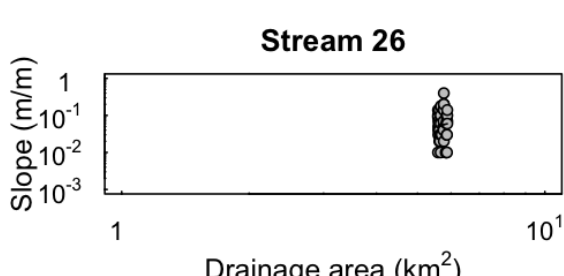 Stream 26
Slope (m/m)
1
10^-1
10^-2
10^-3
1
10^1
Drainage area (km^2)